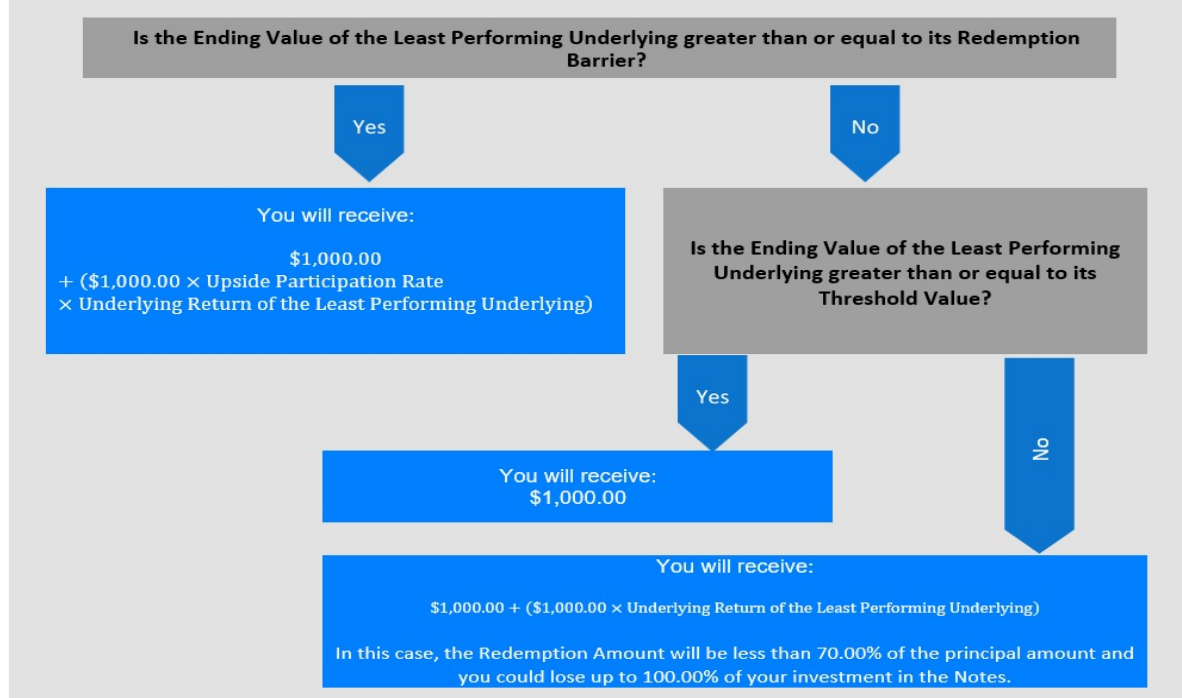 Is the Ending Value of the Least Performing Underlying greater than or equal to its Redemption
Barrier?
Yes
No
You will receive:
$1,000.00
+ ($1,000.00 × Upside Participation Rate
× Underlying Return of the Least Performing Underlying)
Is the Ending Value of the Least Performing
Underlying greater than or equal to its
Threshold Value?
Yes
No
You will receive:
$1,000.00
You will receive:
$1,000.00 + ($1,000.00 × Underlying Return of the Least Performing Underlying)
In this case, the Redemption Amount will be less than 70.00% of the principal amount and
you could lose up to 100.00% of your investment in the Notes.